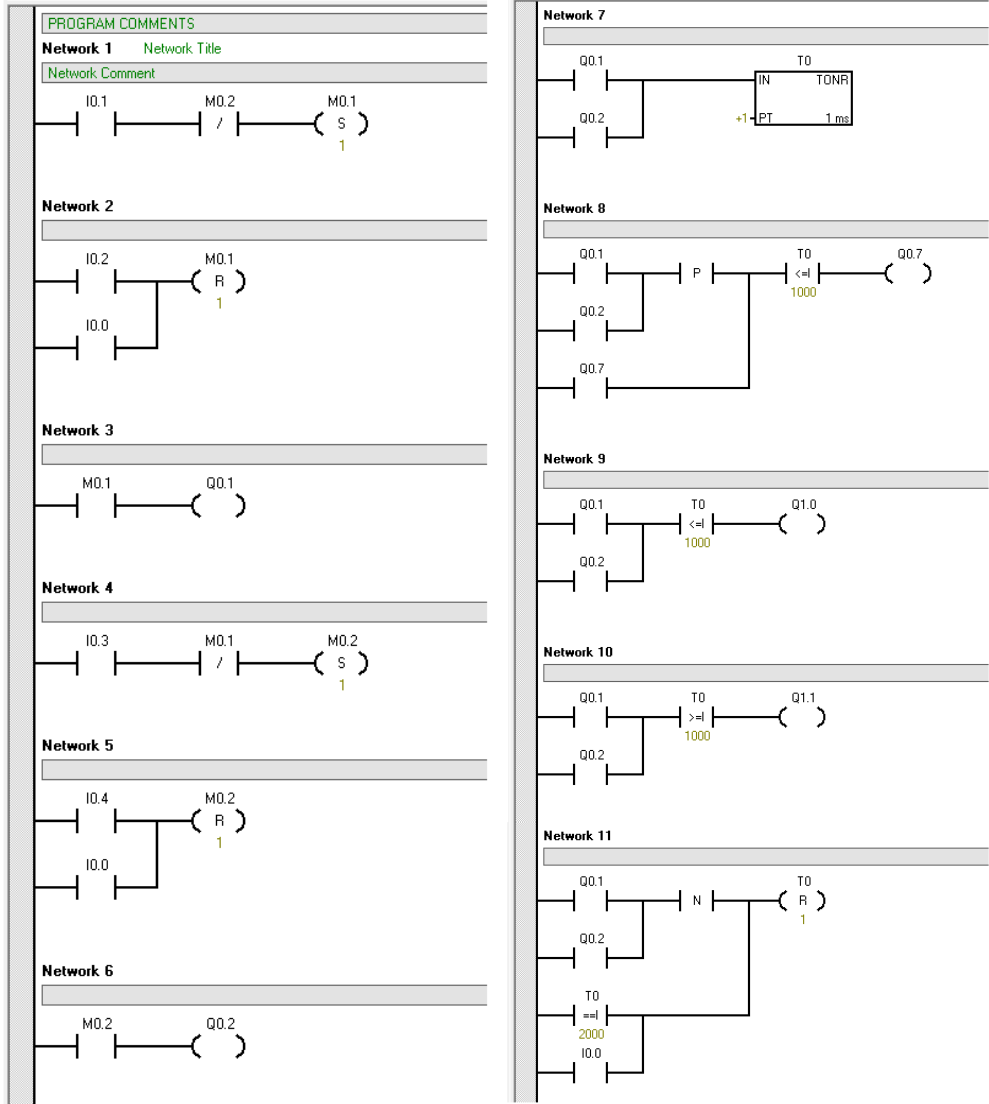 PROGRAM COMMENTS
Network 1 Network Title
Network Comment
I0.1 M0.2 M0.1
/ S
1
Network 2
I0.2 M0.1
R
1
I0.0
Network 3
M0.1 Q0.1
Network 4
I0.3 M0.1 M0.2
/ S
1
Network 5
I0.4 M0.2
R
1
I0.0
Network 6
M0.2 Q0.2
Network 7
Q0.1 T0
IN TONR
Q0.2
+1 PT 1 ms
Network 8
Q0.1 T0 Q0.7
P <=I
1000
Q0.2
Q0.7
Network 9
Q0.1 T0 Q1.0
<=I
1000
Q0.2
Network 10
Q0.1 T0 Q1.1
>=I
1000
Q0.2
Network 11
Q0.1 T0
N R
1
Q0.2
T0
==I
2000
I0.0